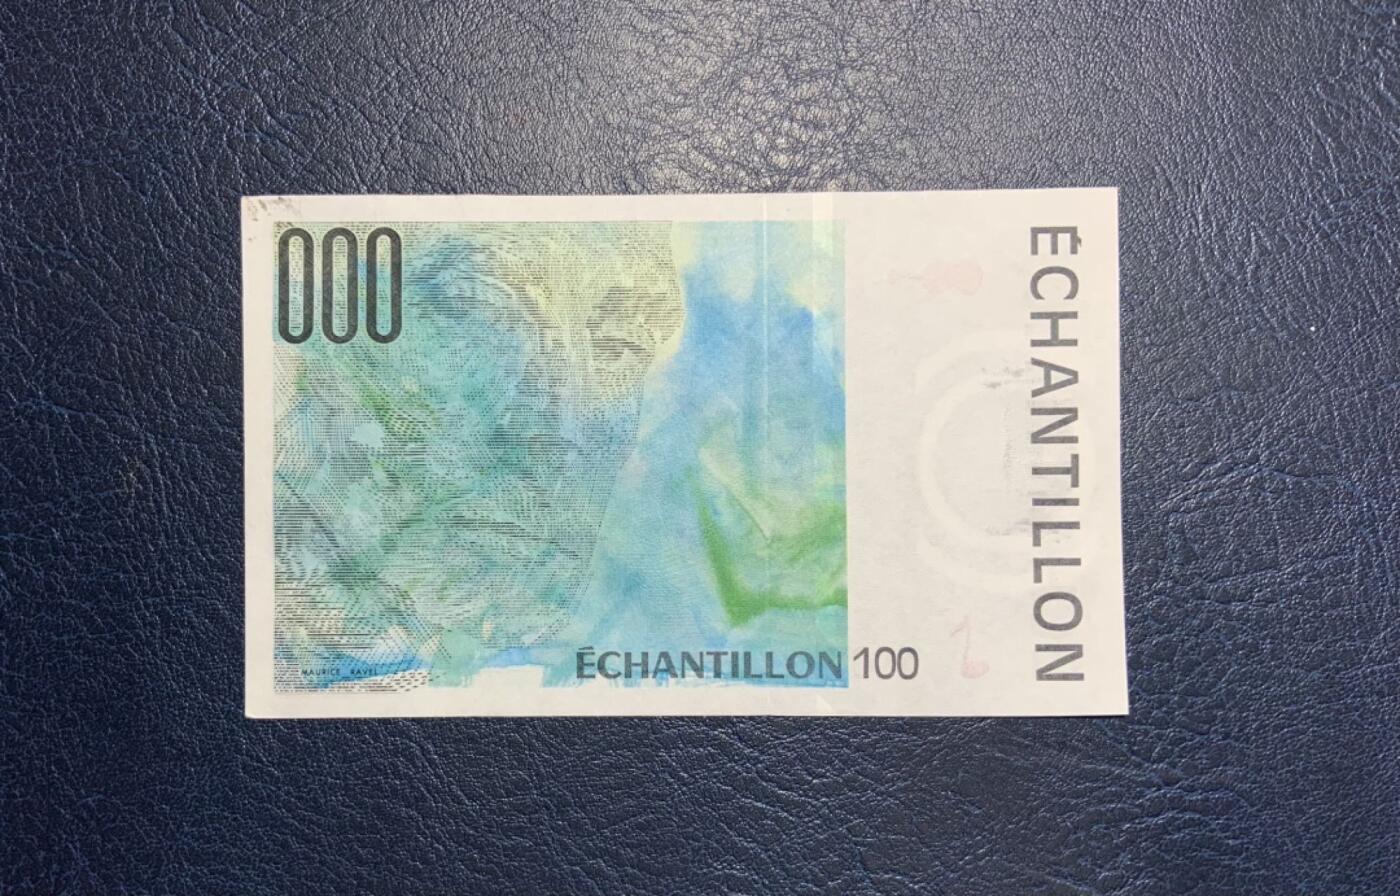 000
MAURICE RAVEL
ÉCHANTILLON 100
ÉCHANTILLON